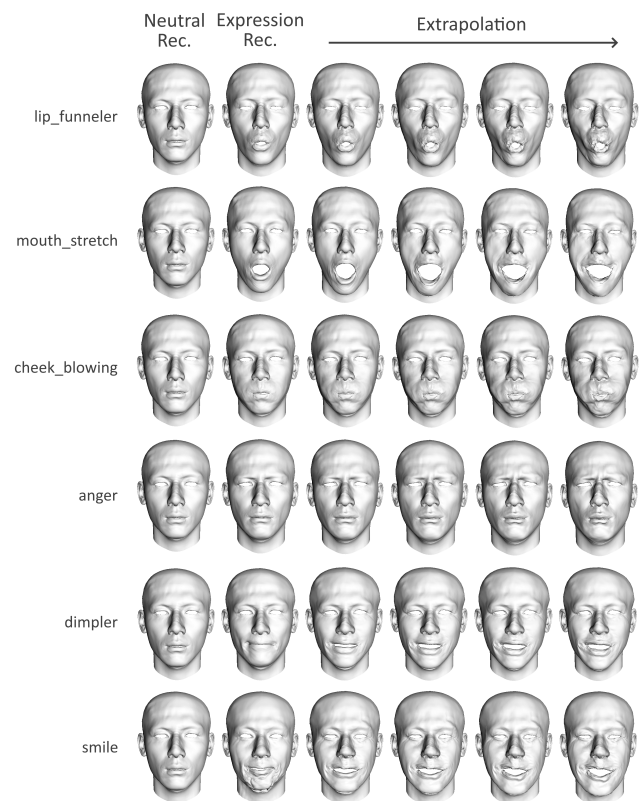 Neutral Rec.
Expression Rec.
Extrapolation
lip_funneler
mouth_stretch
cheek_blowing
anger
dimpler
smile